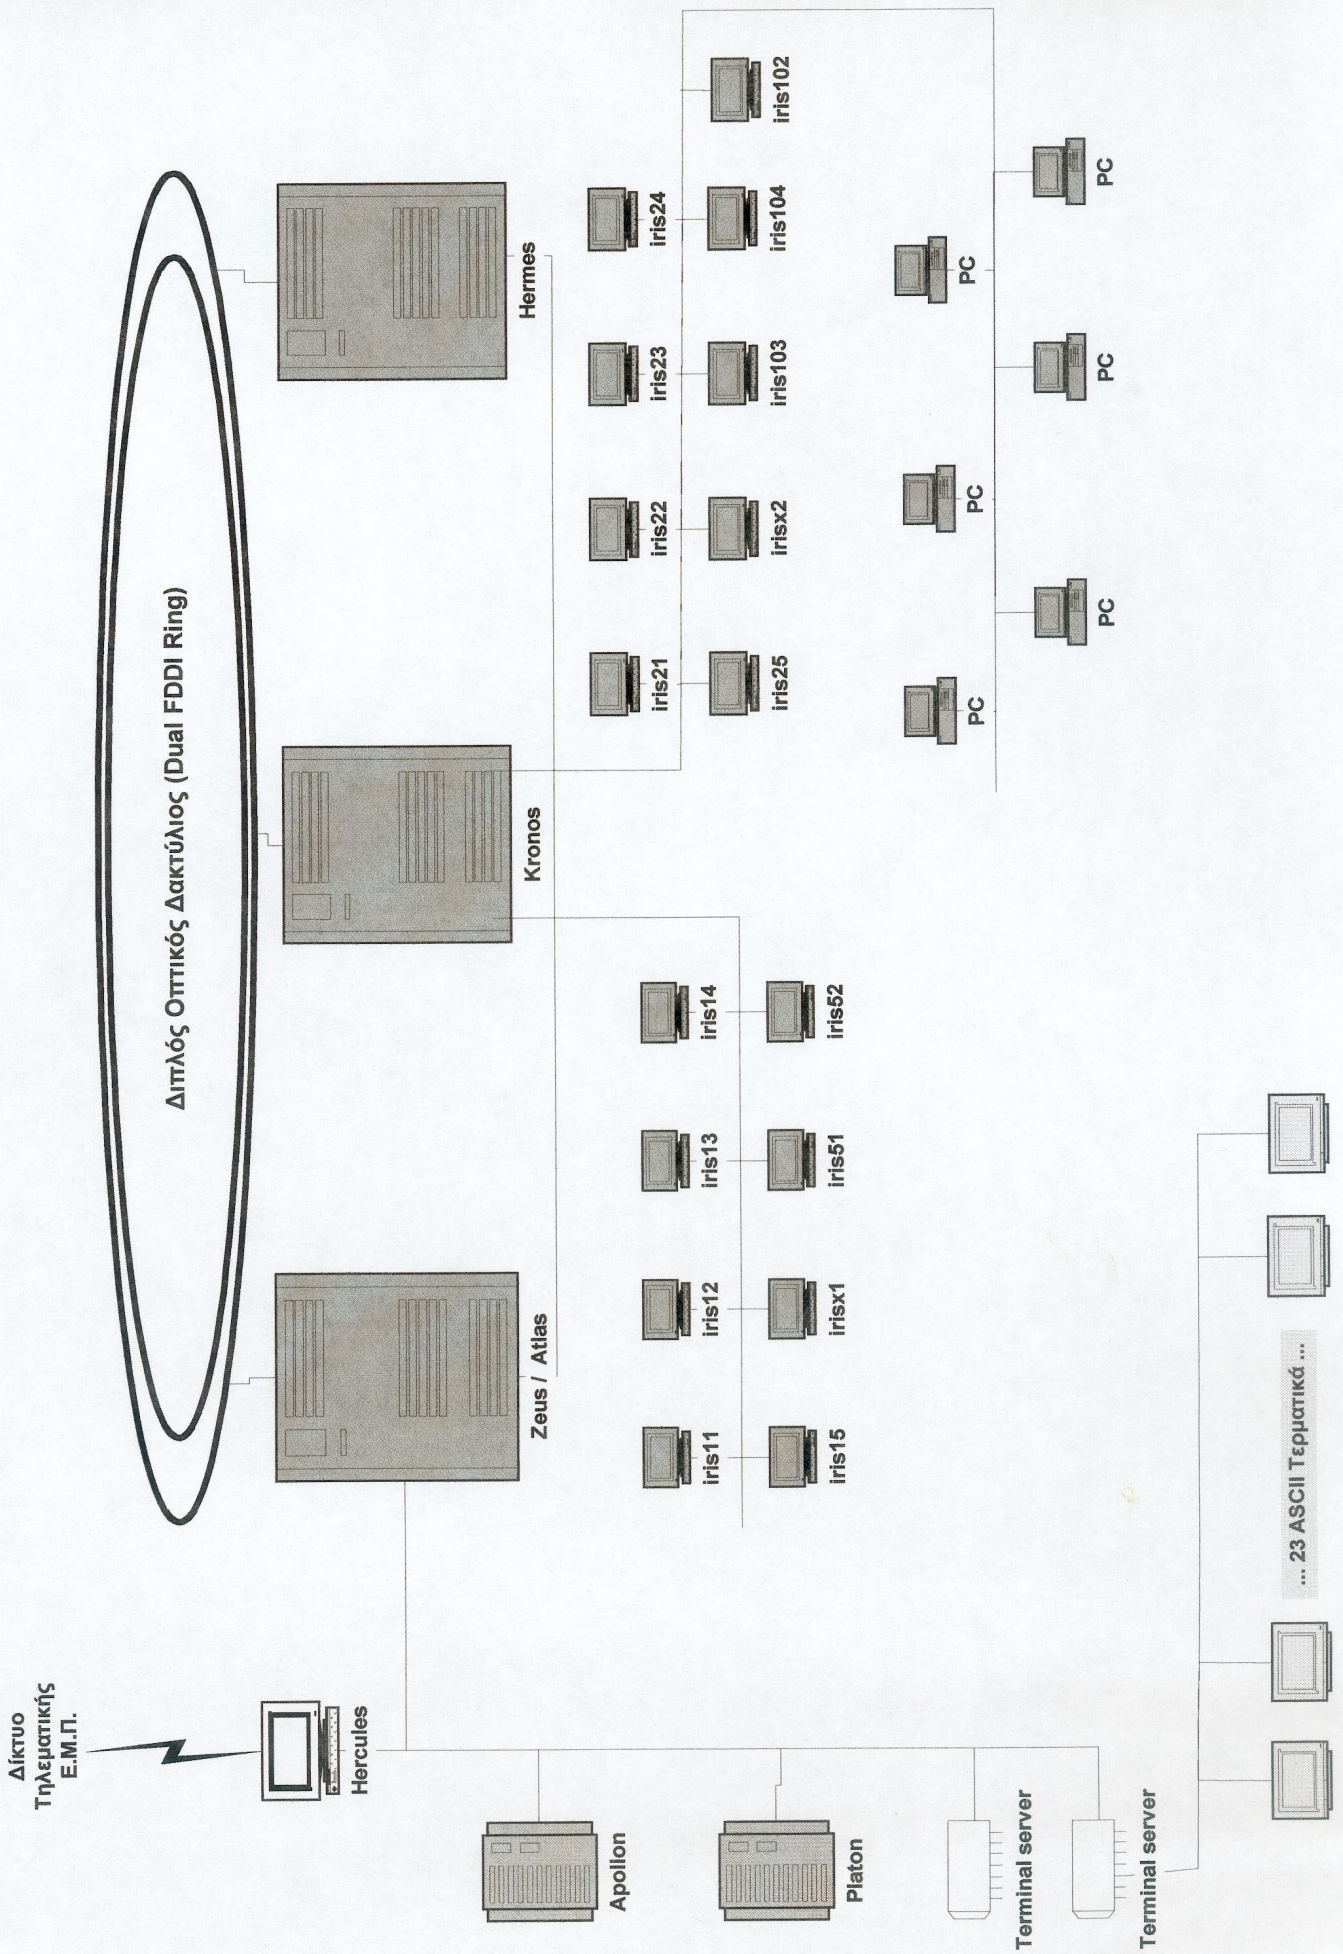 Δίκτυο
Τηλεματικής
Ε.Μ.Π.
Διπλός Οπτικός Δακτύλιος (Dual FDDI Ring)
Hercules
Zeus / Atlas
Kronos
Hermes
Apollon
Platon
Terminal server
Terminal server
iris11
iris12
iris13
iris14
iris15
irisx1
iris51
iris52
iris21
iris22
iris23
iris24
iris25
irisx2
iris103
iris104
iris102
PC
PC
PC
PC
PC
PC
... 23 ASCII Τερματικά ...